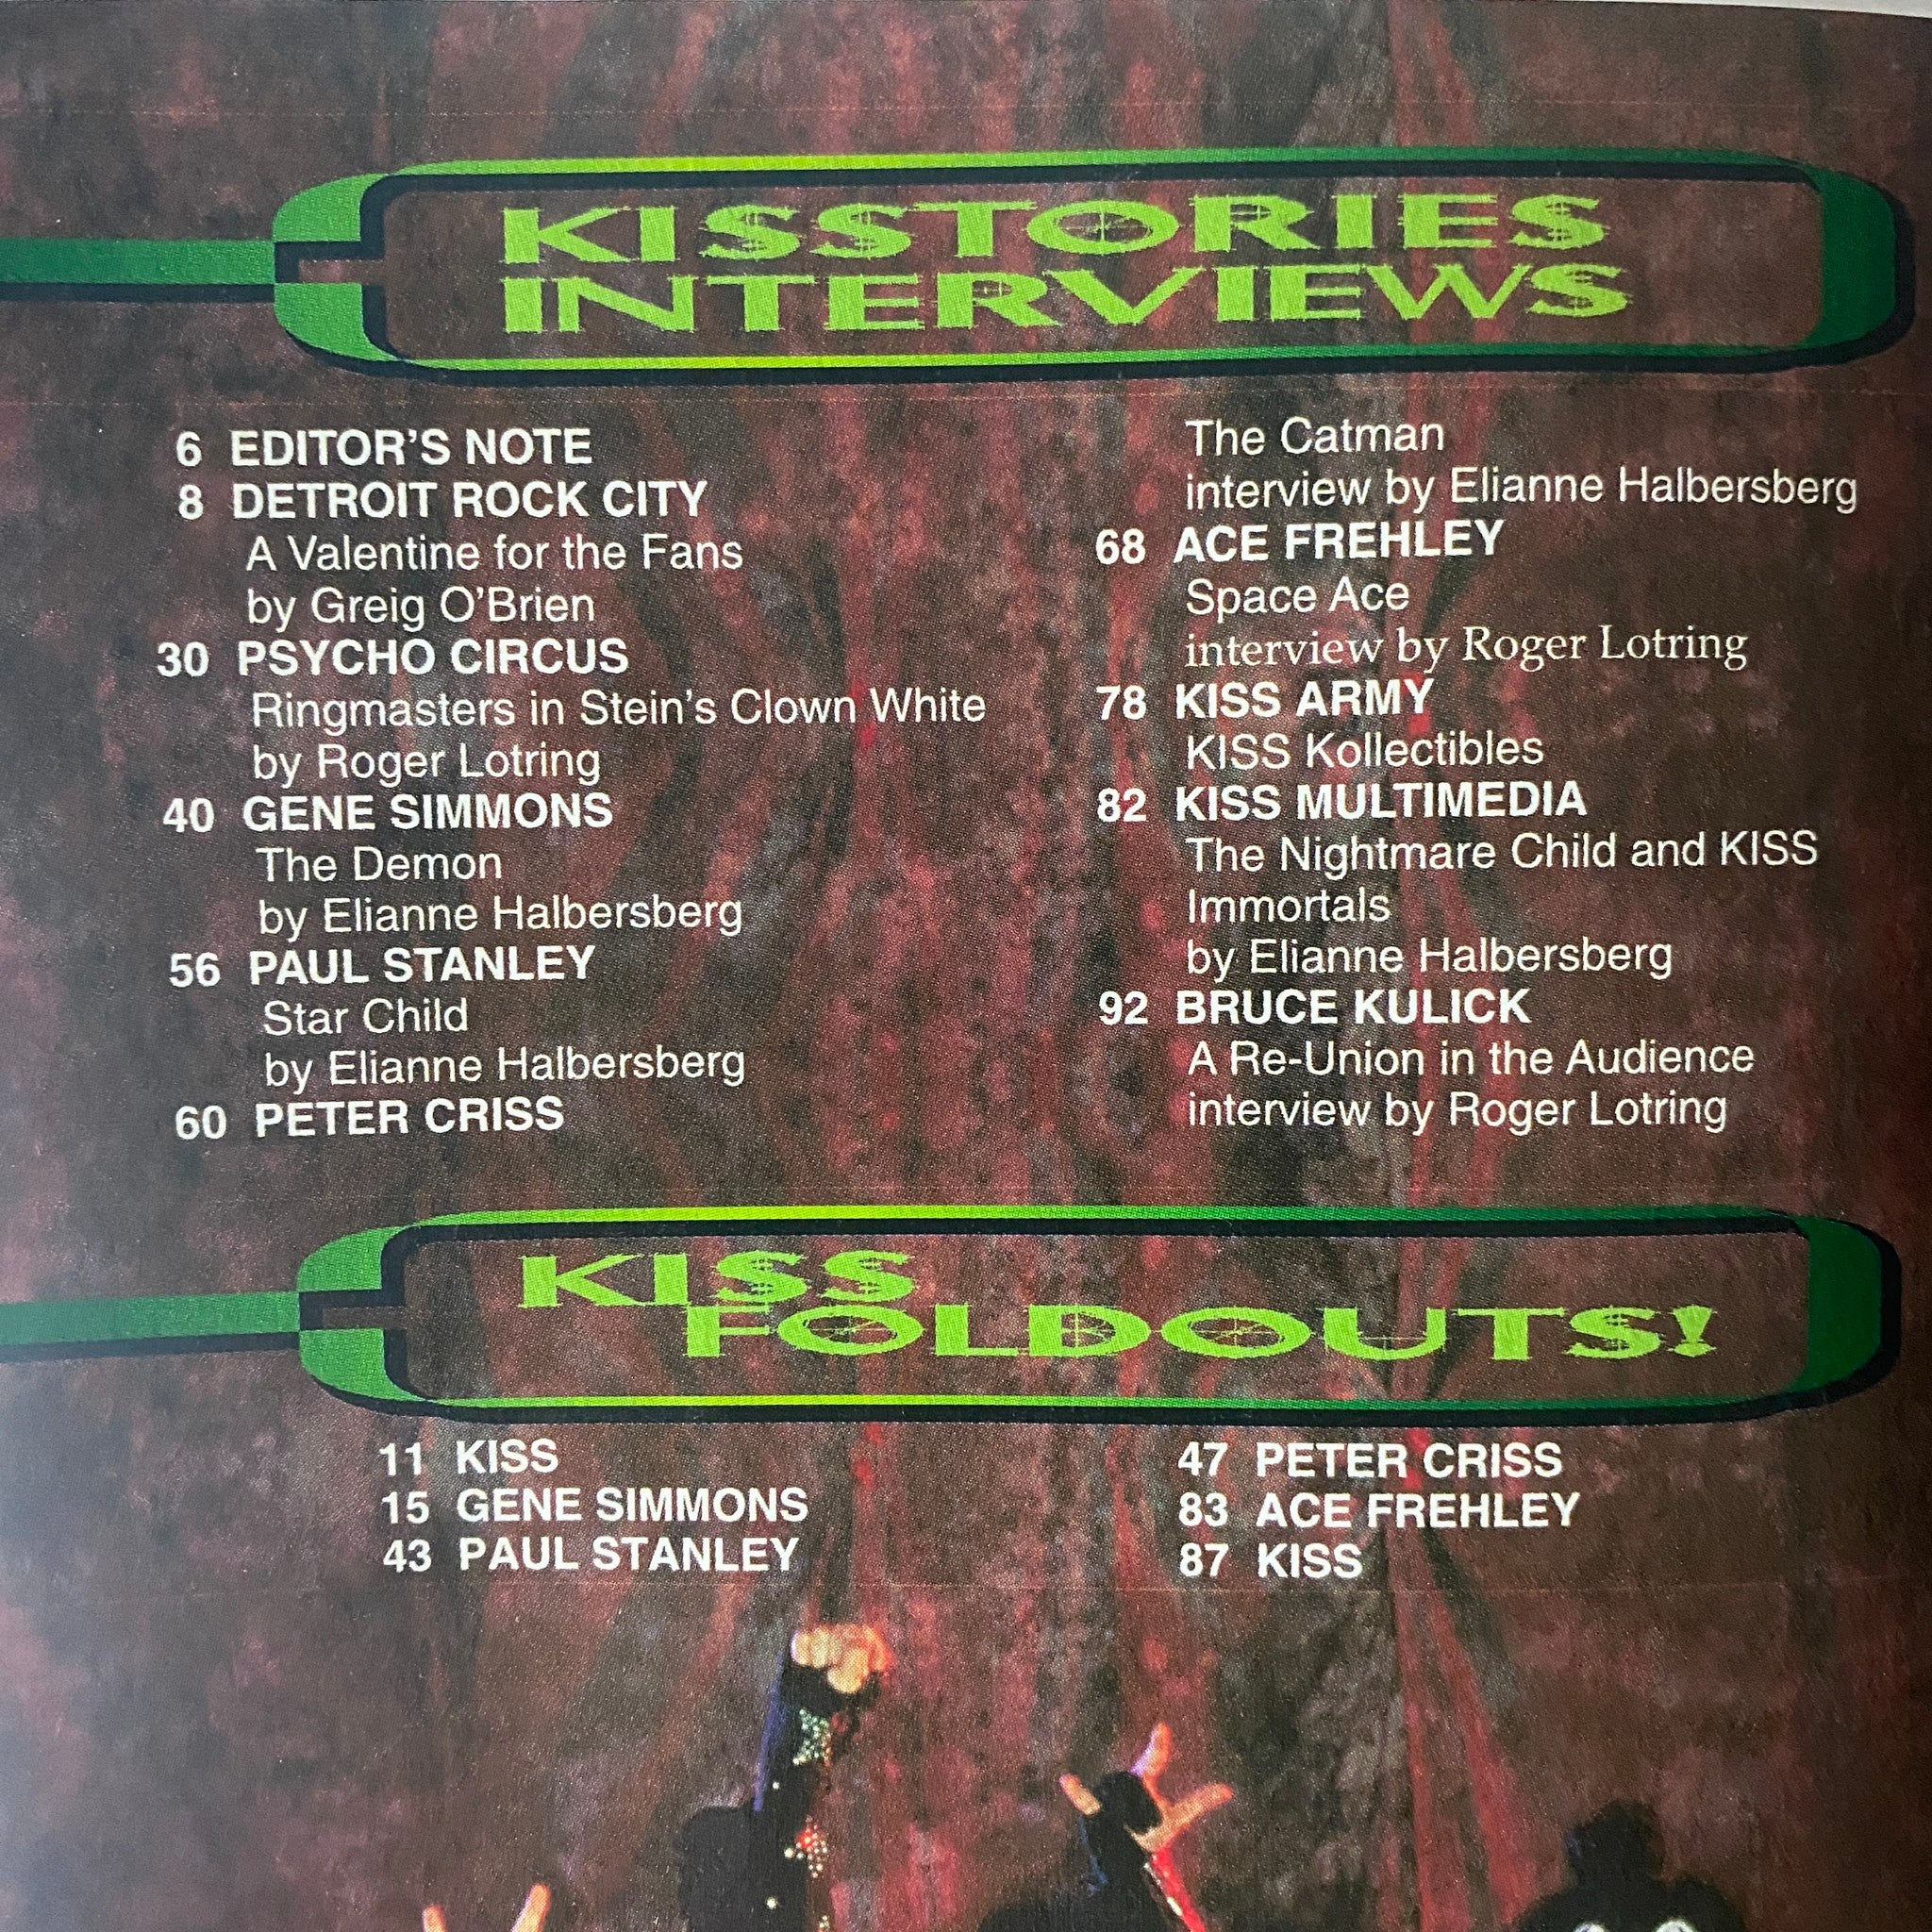 KISSTORIES
INTERVIEWS
6 EDITOR'S NOTE
8 DETROIT ROCK CITY
A Valentine for the Fans
by Greig O'Brien
30 PSYCHO CIRCUS
Ringmasters in Stein's Clown White
by Roger Lotring
40 GENE SIMMONS
The Demon
by Elianne Halbersberg
56 PAUL STANLEY
Star Child
by Elianne Halbersberg
60 PETER CRISS
The Catman
interview by Elianne Halbersberg
68 ACE FREHLEY
Space Ace
interview by Roger Lotring
78 KISS ARMY
KISS Kollectibles
82 KISS MULTIMEDIA
The Nightmare Child and KISS
Immortals
by Elianne Halbersberg
92 BRUCE KULICK
A Re-Union in the Audience
interview by Roger Lotring
KISS
FOLDOUTS!
11 KISS
15 GENE SIMMONS
43 PAUL STANLEY
47 PETER CRISS
83 ACE FREHLEY
87 KISS